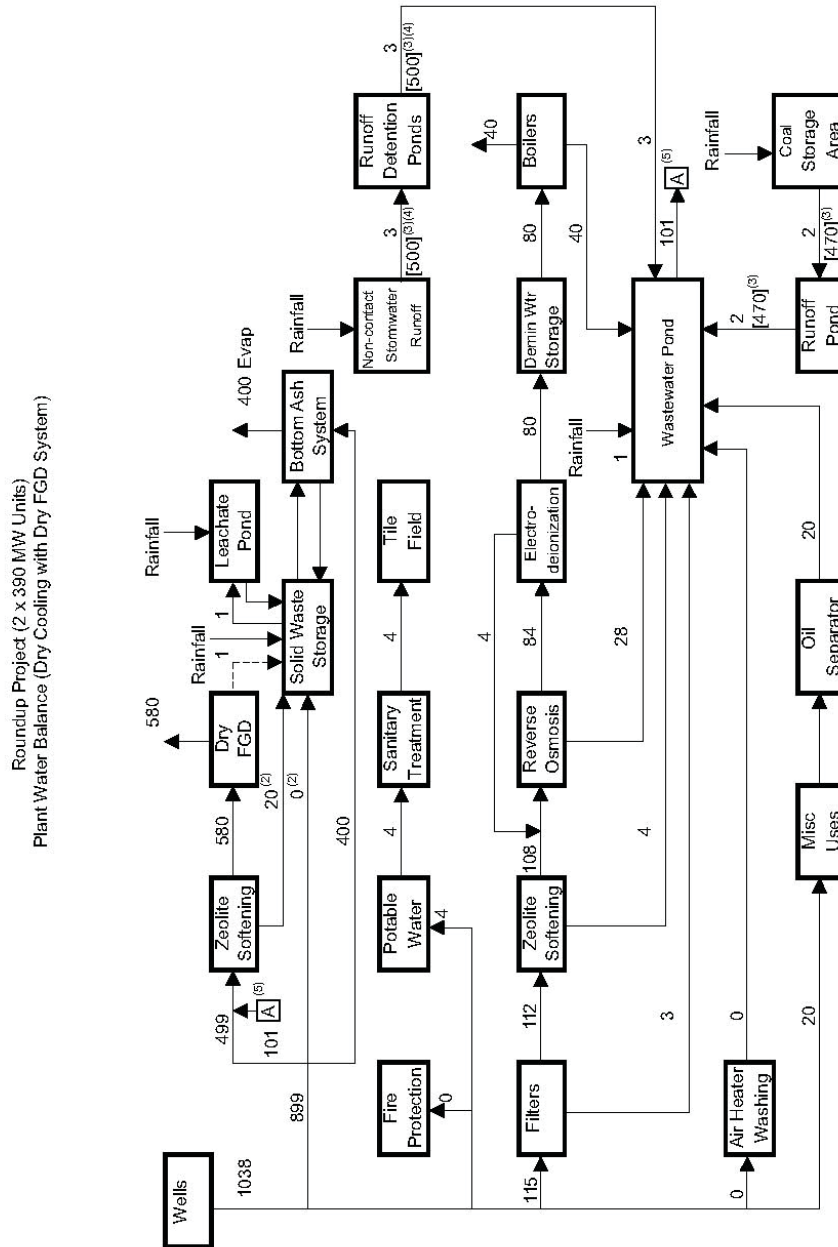 Roundup Project (2 x 390 MW Units)
Plant Water Balance (Dry Cooling with Dry FGD System)
Wells
1038
899
499
101
A
(5)
Zeolite
Softening
580
Dry
FGD
580
20(2)
0(2)
400
Rainfall
1
Solid Waste
Storage
1
Leachate
Pond
Rainfall
Bottom Ash
System
400 Evap
Fire
Protection
0
Potable
Water
4
4
Sanitary
Treatment
4
Tile
Field
Rainfall
Non-contact
Stormwater
Runoff
3
[500](3)(4)
Runoff
Detention
Ponds
3
[500](3)(4)
115
Filters
112
Zeolite
Softening
108
Reverse
Osmosis
84
Electro-
deionization
4
80
Demin Wtr
Storage
80
Boilers
40
40
3
3
4
28
Rainfall
1
Wastewater Pond
101
A
(5)
0
Air Heater
Washing
0
20
Misc
Uses
Oil
Separator
20
2
[470](3)
Runoff
Pond
2
[470](3)
Coal
Storage
Area
Rainfall